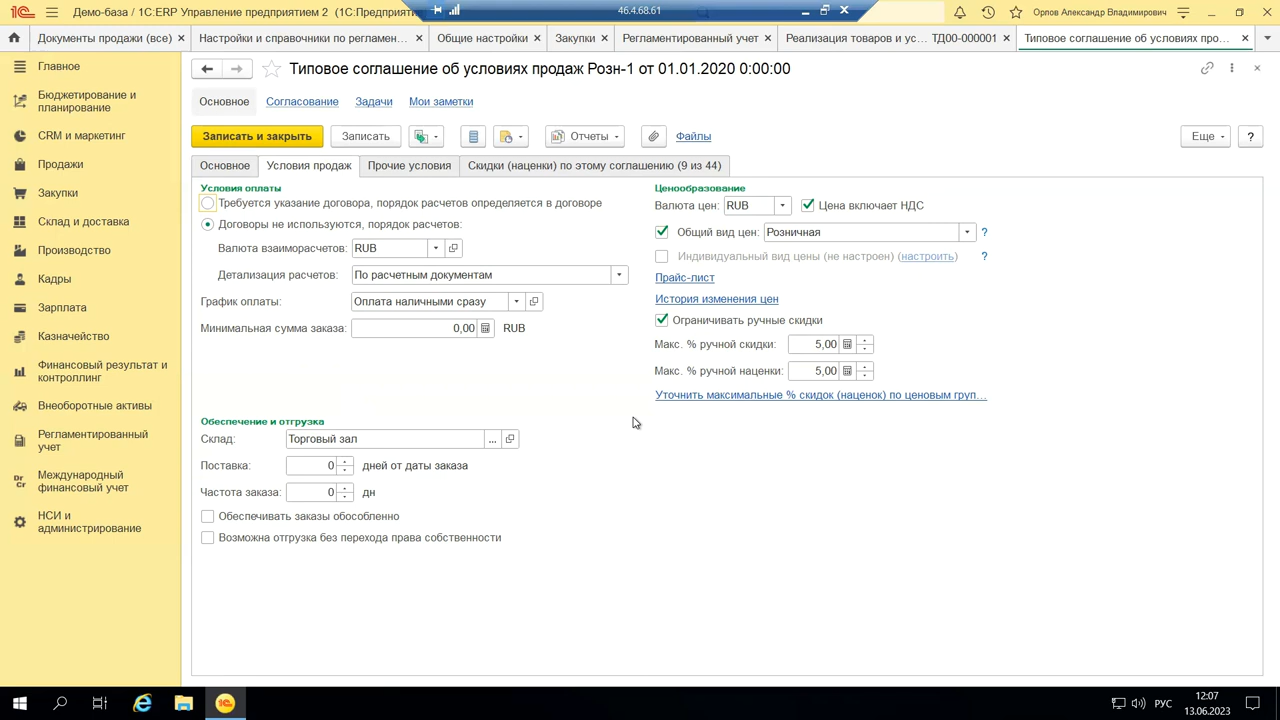 46.4.68.61
Демо-база / 1С:ERP Управление предприятием 2 (1С:Предприяти
Орлов Александр Владимирович
Документы продажи (все)
Настройки и справочники по регламен...
Общие настройки
Закупки
Регламентированный учет
Реализация товаров и ус... ТД00-000001
Типовое соглашение об условиях про...
Главное
Бюджетирование и
планирование
CRM и маркетинг
Продажи
Закупки
Склад и доставка
Производство
Кадры
Зарплата
Казначейство
Финансовый результат и
контроллинг
Внеоборотные активы
Регламентированный
учет
Международный
финансовый учет
НСИ и
администрирование
Типовое соглашение об условиях продаж Розн-1 от 01.01.2020 0:00:00
Основное
Согласование
Задачи
Мои заметки
Записать и закрыть
Записать
Отчеты
Файлы
Еще
?
Основное
Условия продаж
Прочие условия
Скидки (наценки) по этому соглашению (9 из 44)
Условия оплаты
Требуется указание договора, порядок расчетов определяется в договоре
Договоры не используются, порядок расчетов:
Валюта взаиморасчетов: RUB
Детализация расчетов: По расчетным документам
График оплаты: Оплата наличными сразу
Минимальная сумма заказа: 0,00 RUB
Ценообразование
Валюта цен: RUB Цена включает НДС
Общий вид цен: Розничная ?
Индивидуальный вид цены (не настроен) (настроить) ?
Прайс-лист
История изменения цен
Ограничивать ручные скидки
Макс. % ручной скидки: 5,00
Макс. % ручной наценки: 5,00
Уточнить максимальные % скидок (наценок) по ценовым груп...
Обеспечение и отгрузка
Склад: Торговый зал ...
Поставка: 0 дней от даты заказа
Частота заказа: 0 дн
Обеспечивать заказы обособленно
Возможна отгрузка без перехода права собственности
РУС
12:07
13.06.2023